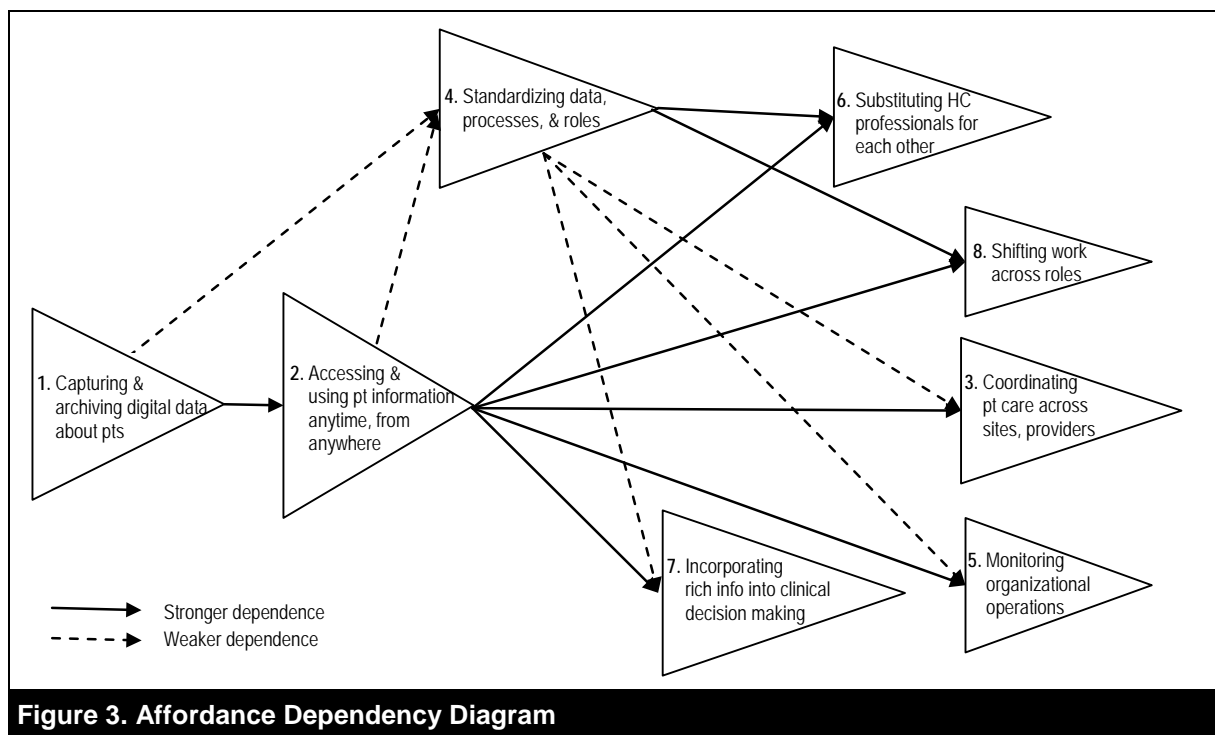 4. Standardizing data,
processes, & roles
6. Substituting HC
professionals for
each other
8. Shifting work
across roles
1. Capturing &
archiving digital data
about pts
2. Accessing &
using pt information
anytime, from
anywhere
3. Coordinating
pt care across
sites, providers
7. Incorporating
rich info into clinical
decision making
5. Monitoring
organizational
operations
Stronger dependence
Weaker dependence
Figure 3. Affordance Dependency Diagram